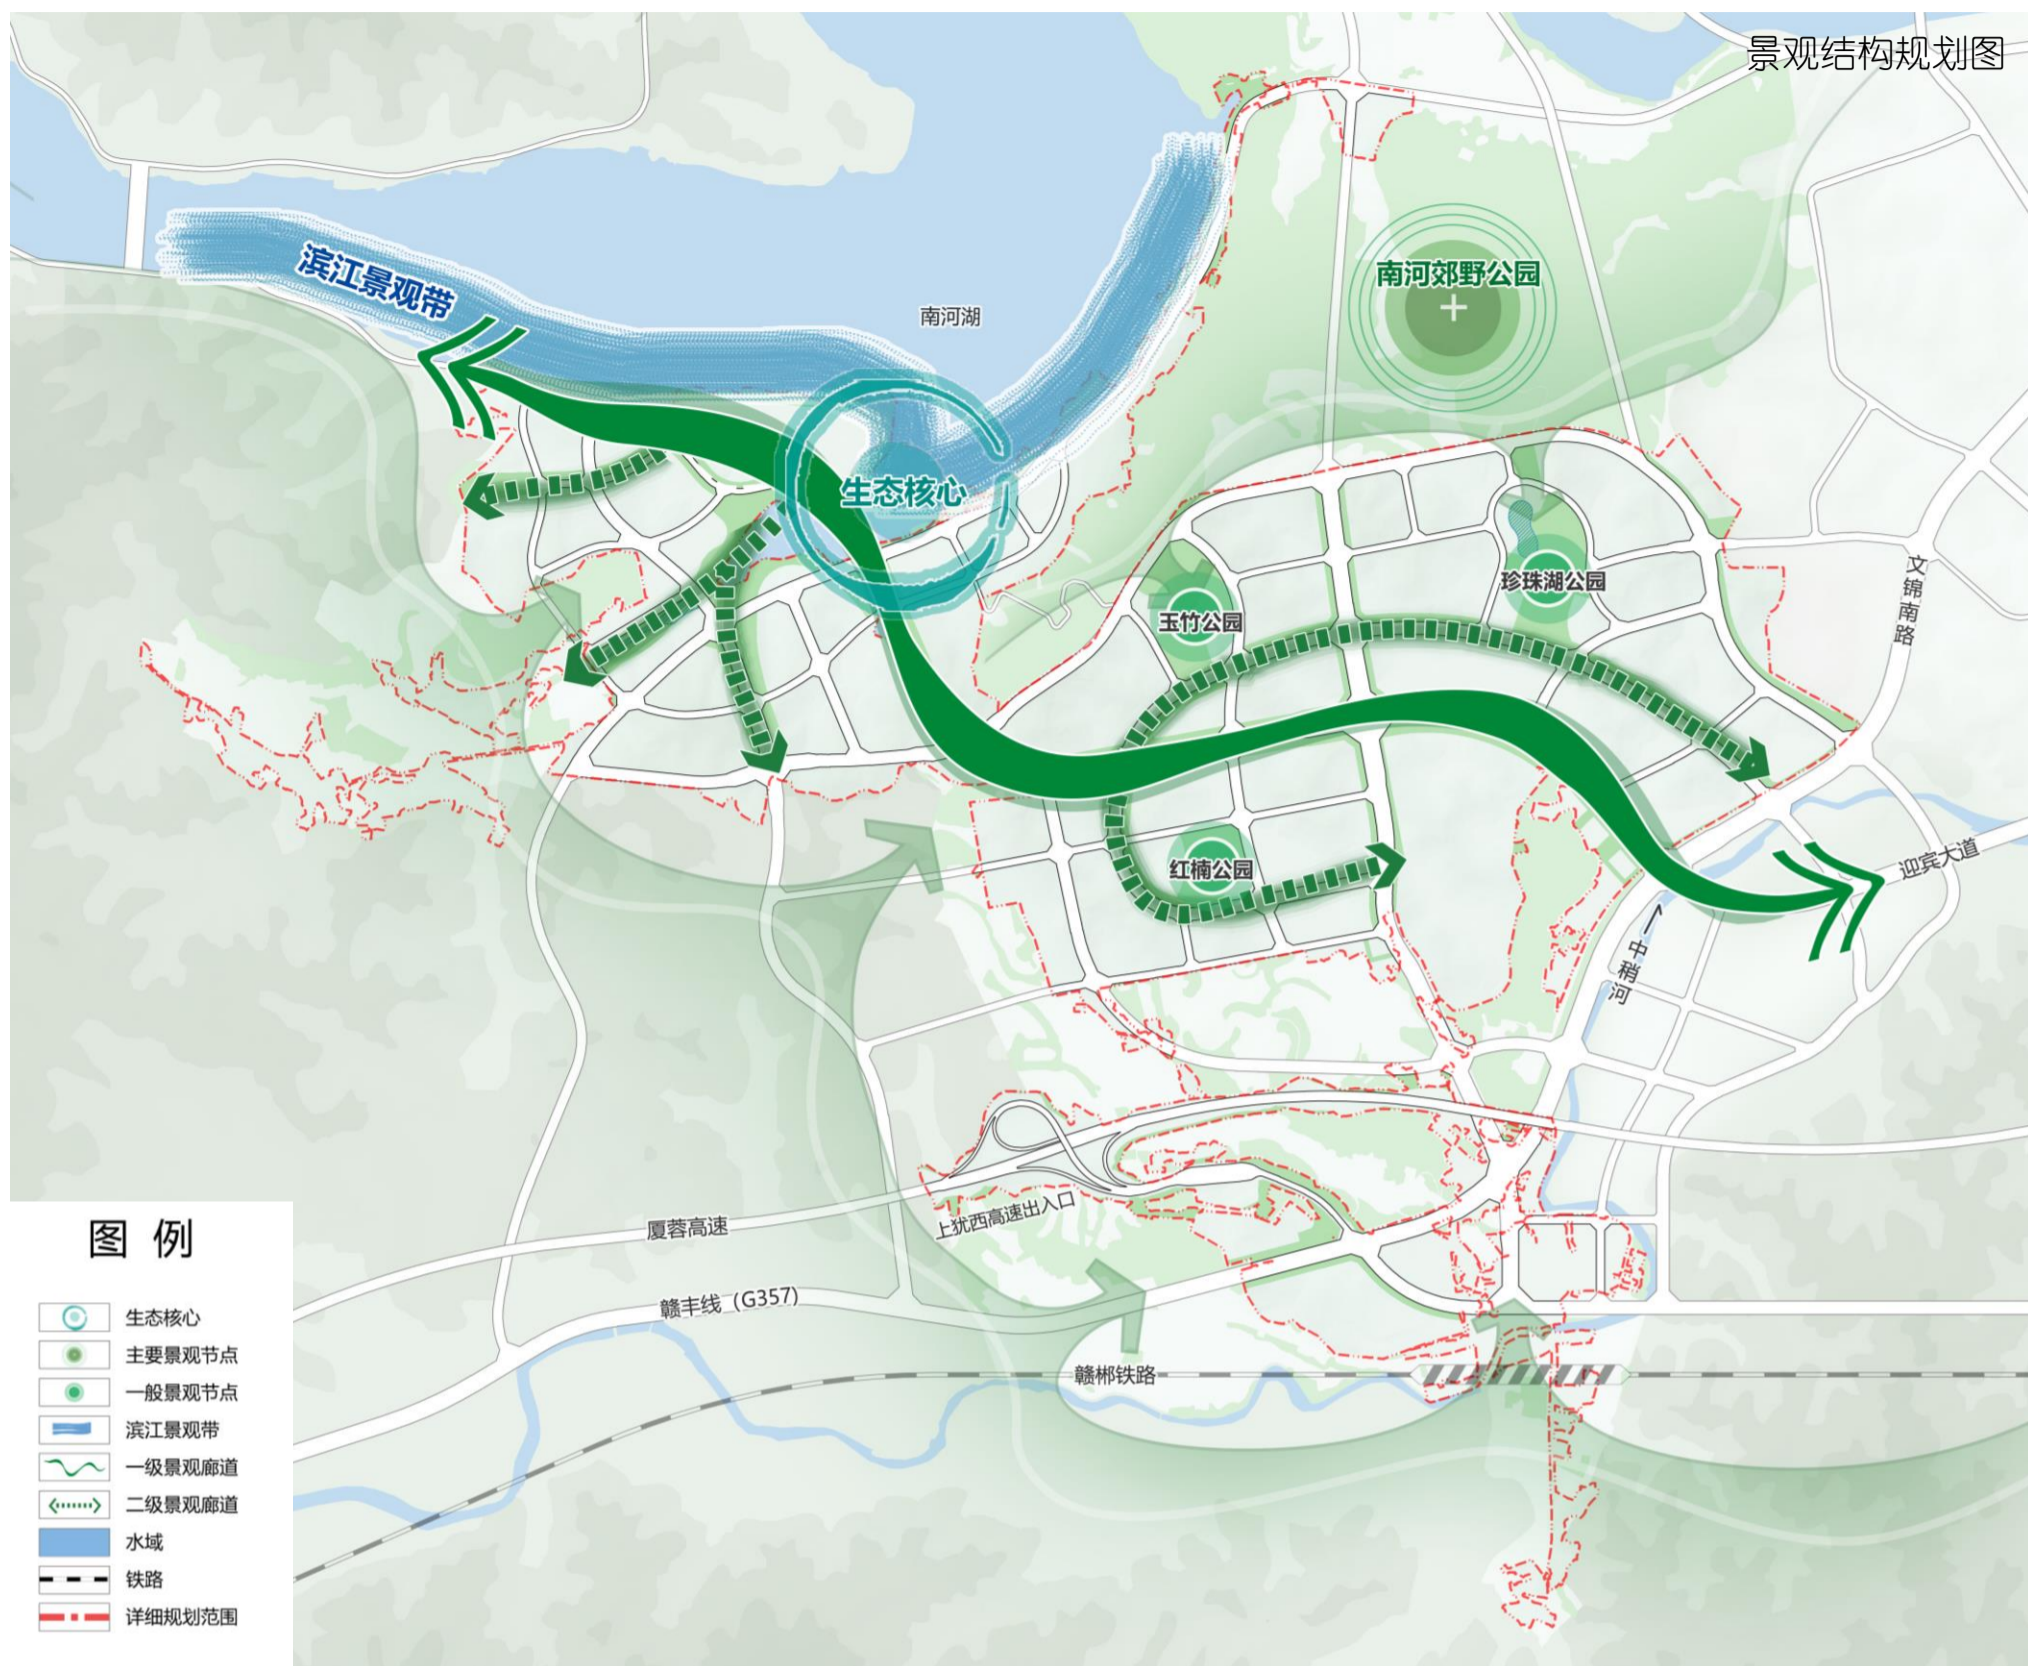 景观结构规划图
滨江景观带
南河湖
南河郊野公园
生态核心
珍珠湖公园
玉竹公园
文锦南路
红楠公园
迎宾大道
中稍河
上犹西高速出入口
厦蓉高速
赣丰线（G357）
赣郴铁路
图 例
生态核心
主要景观节点
一般景观节点
滨江景观带
一级景观廊道
二级景观廊道
水域
铁路
详细规划范围